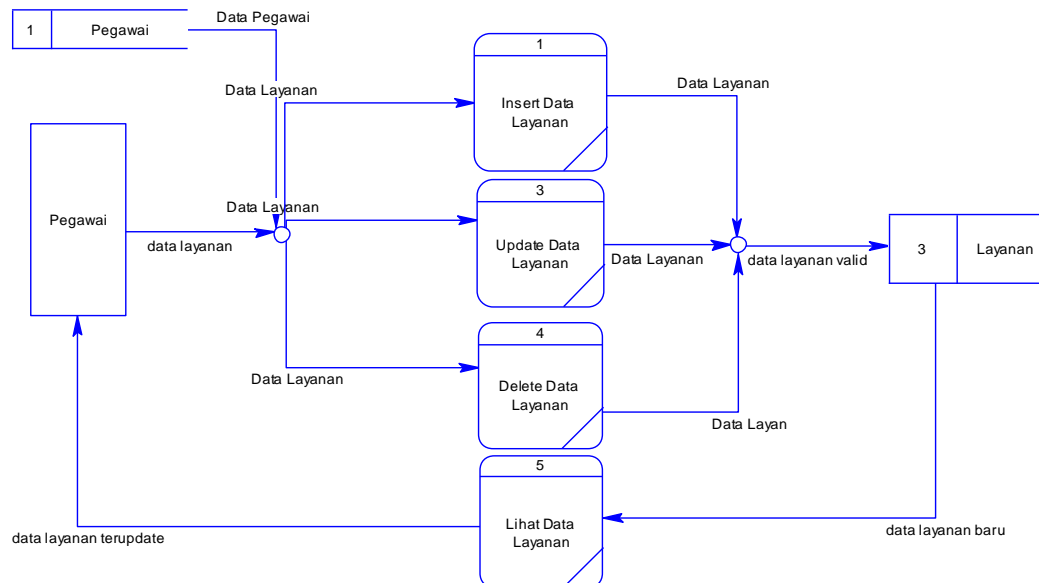 Data Pegawai
1 Pegawai
1
Insert Data
Layanan
Data Layanan
Data Layanan
3
Update Data
Layanan
Data Layanan
Pegawai
data layanan
Data Layanan
data layanan valid
3 Layanan
4
Delete Data
Layanan
Data Layanan
Data Layan
5
Lihat Data
Layanan
data layanan terupdate
data layanan baru